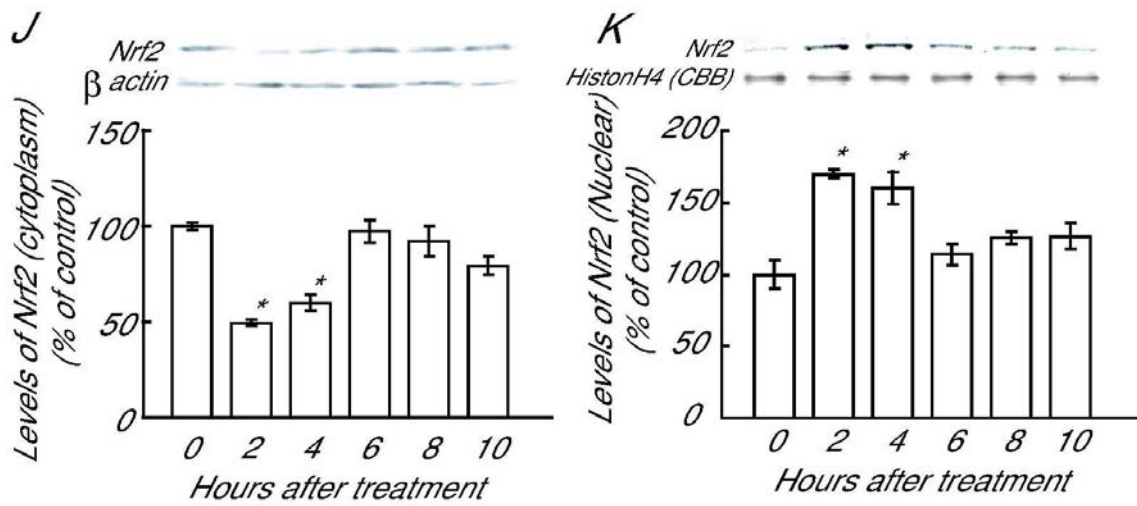 J
Nrf2
β actin
Levels of Nrf2 (cytoplasm)
(% of control)
150
100
50
0
*
*
0 2 4 6 8 10
Hours after treatment
K
Nrf2
HistonH4 (CBB)
Levels of Nrf2 (Nuclear)
(% of control)
200
150
100
50
0
*
*
0 2 4 6 8 10
Hours after treatment